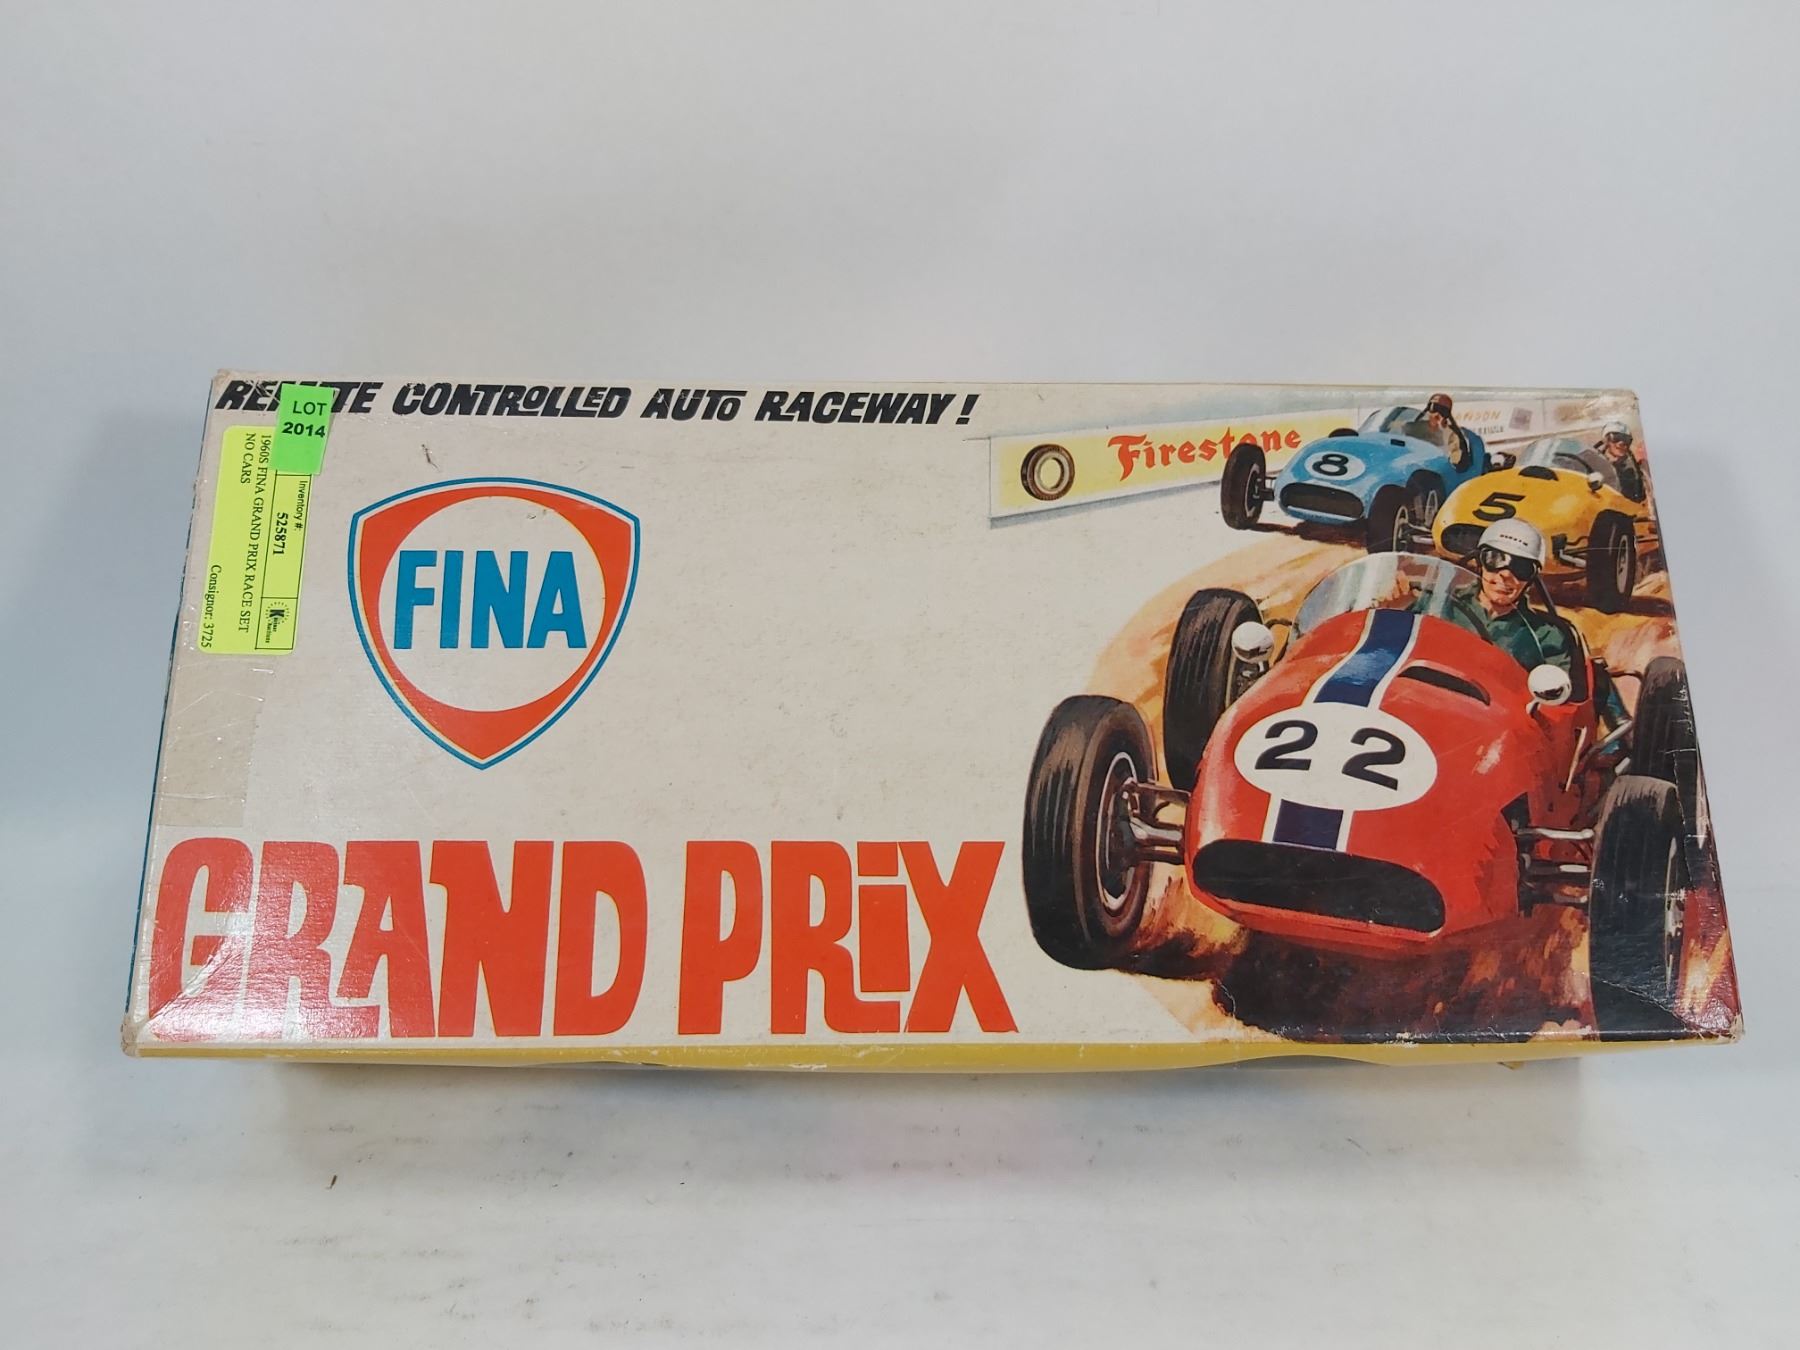 REMOTE CONTROLLED AUTO RACEWAY!
LOT
2014
Inventory #:
525871
1960S FINA GRAND PRIX RACE SET
NO CARS
Consignor: 3725
FINA
Firestone
8
5
22
GRAND PRIX